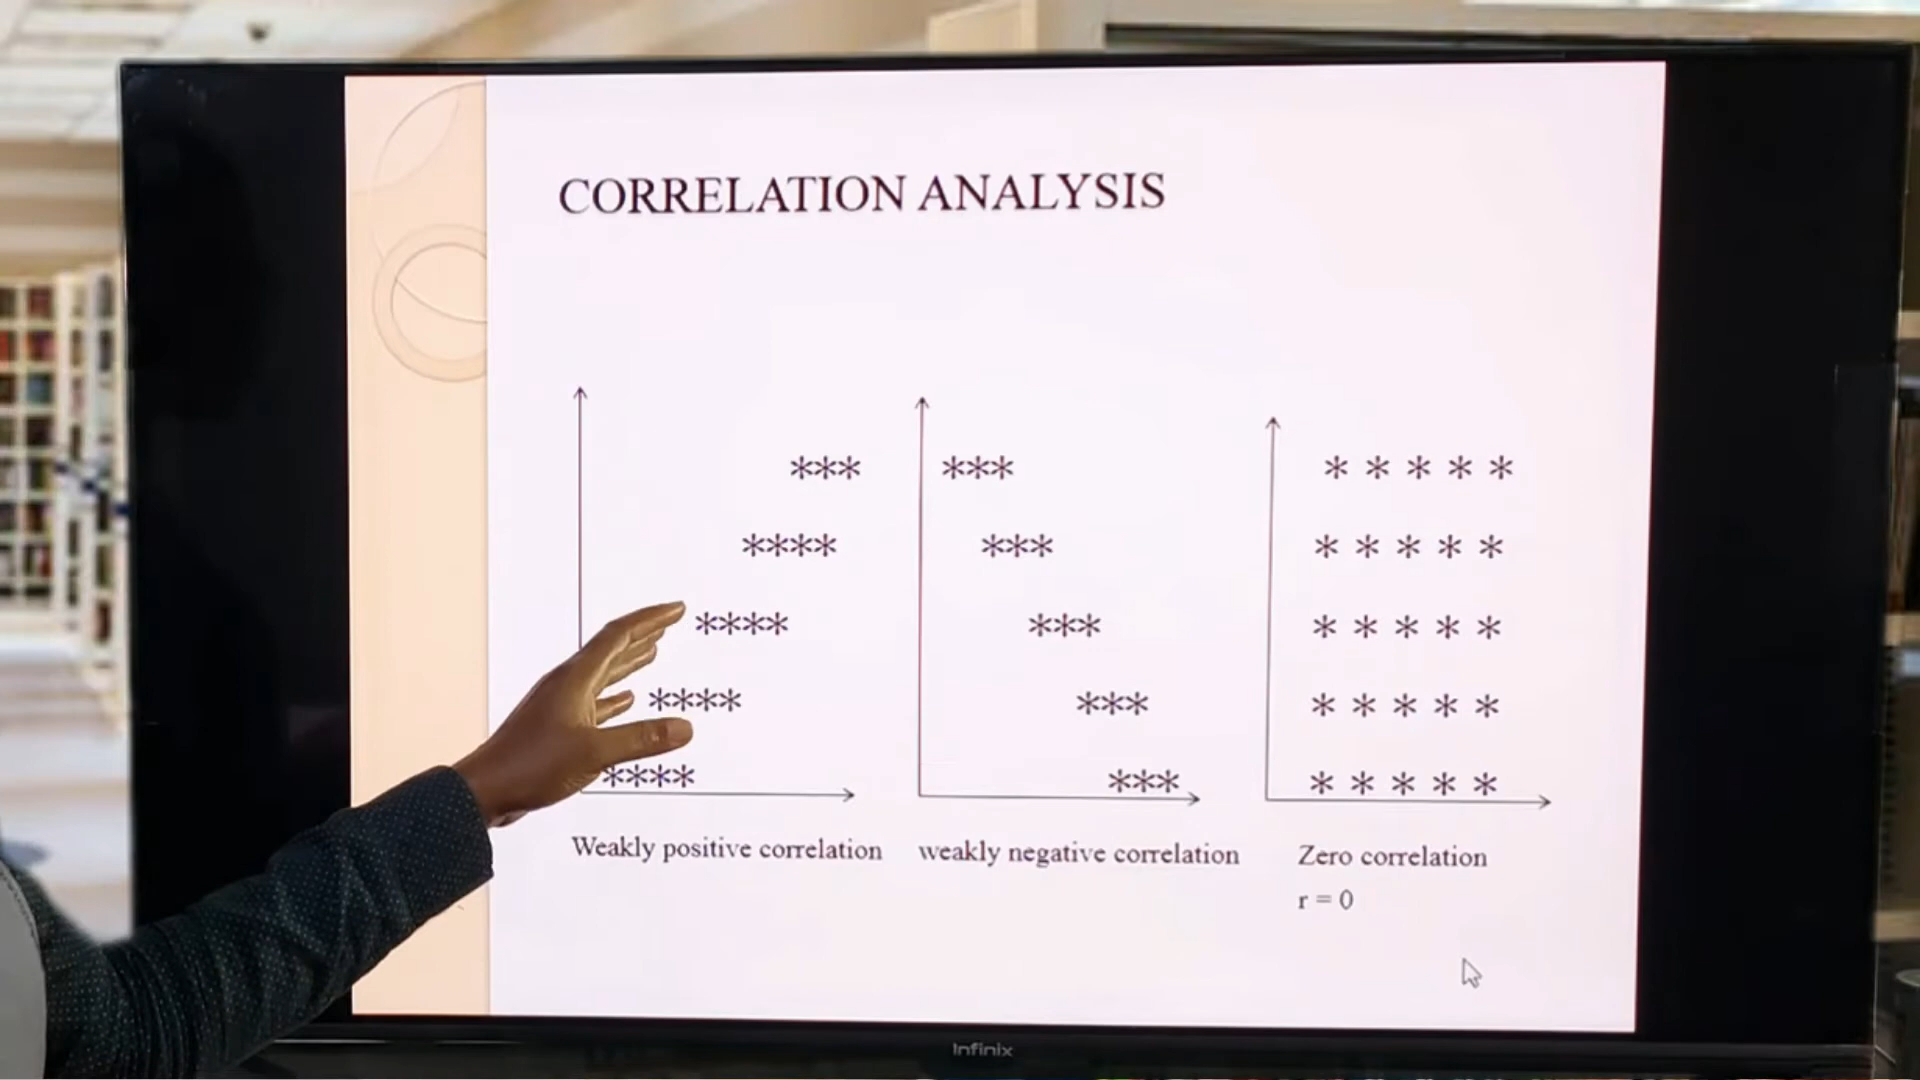 CORRELATION ANALYSIS
*** *** * * * * *
**** *** * * * * *
**** *** * * * * *
**** *** * * * * *
**** *** * * * * *
Weakly positive correlation
weakly negative correlation
Zero correlation
r = 0
Infinix